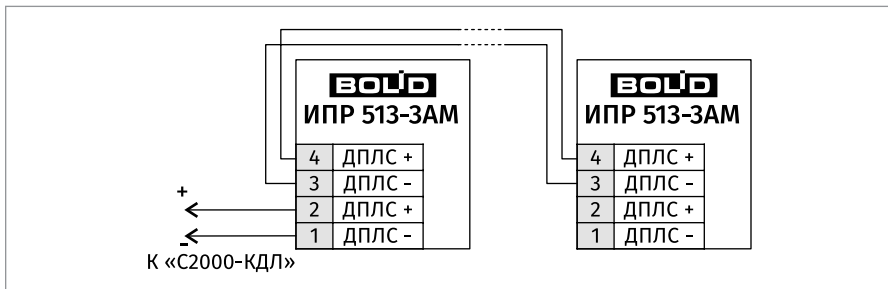 BOLID
ИПР 513-3АМ
4 ДПЛС +
3 ДПЛС -
2 ДПЛС +
1 ДПЛС -
BOLID
ИПР 513-3АМ
4 ДПЛС +
3 ДПЛС -
2 ДПЛС +
1 ДПЛС -
+
-
К «С2000-КДЛ»